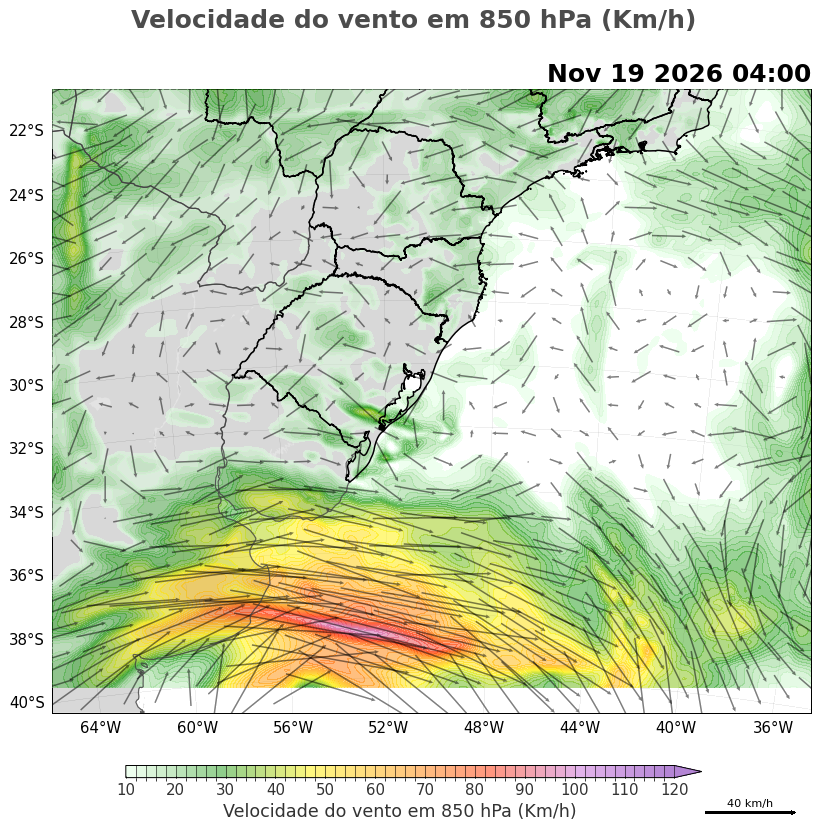 Velocidade do vento em 850 hPa (Km/h)
Nov 19 2026 04:00
22°S
24°S
26°S
28°S
30°S
32°S
34°S
36°S
38°S
40°S
64°W 60°W 56°W 52°W 48°W 44°W 40°W 36°W
10 20 30 40 50 60 70 80 90 100 110 120
Velocidade do vento em 850 hPa (Km/h)
40 km/h